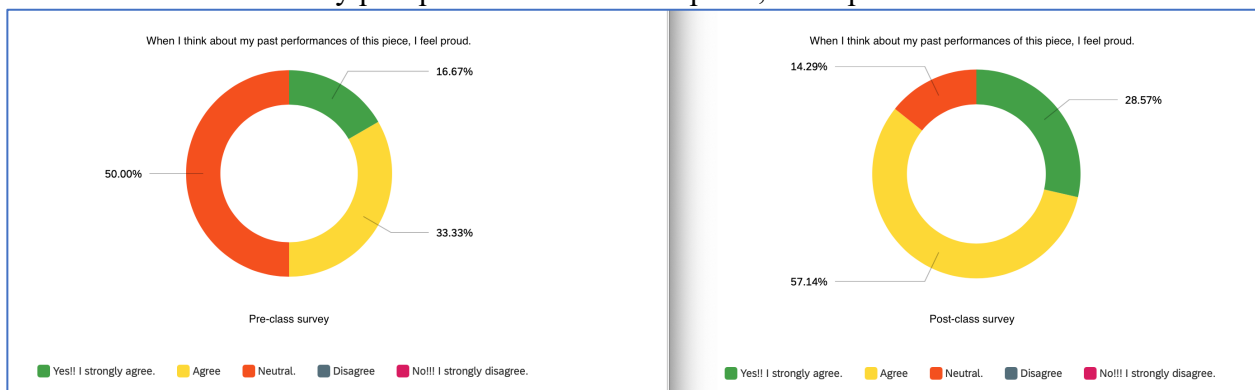 When I think about my past performances of this piece, I feel proud.
16.67%
50.00%
33.33%
Pre-class survey
Yes!! I strongly agree. Agree Neutral. Disagree No!!! I strongly disagree.
When I think about my past performances of this piece, I feel proud.
14.29%
28.57%
57.14%
Post-class survey
Yes!! I strongly agree. Agree Neutral. Disagree No!!! I strongly disagree.